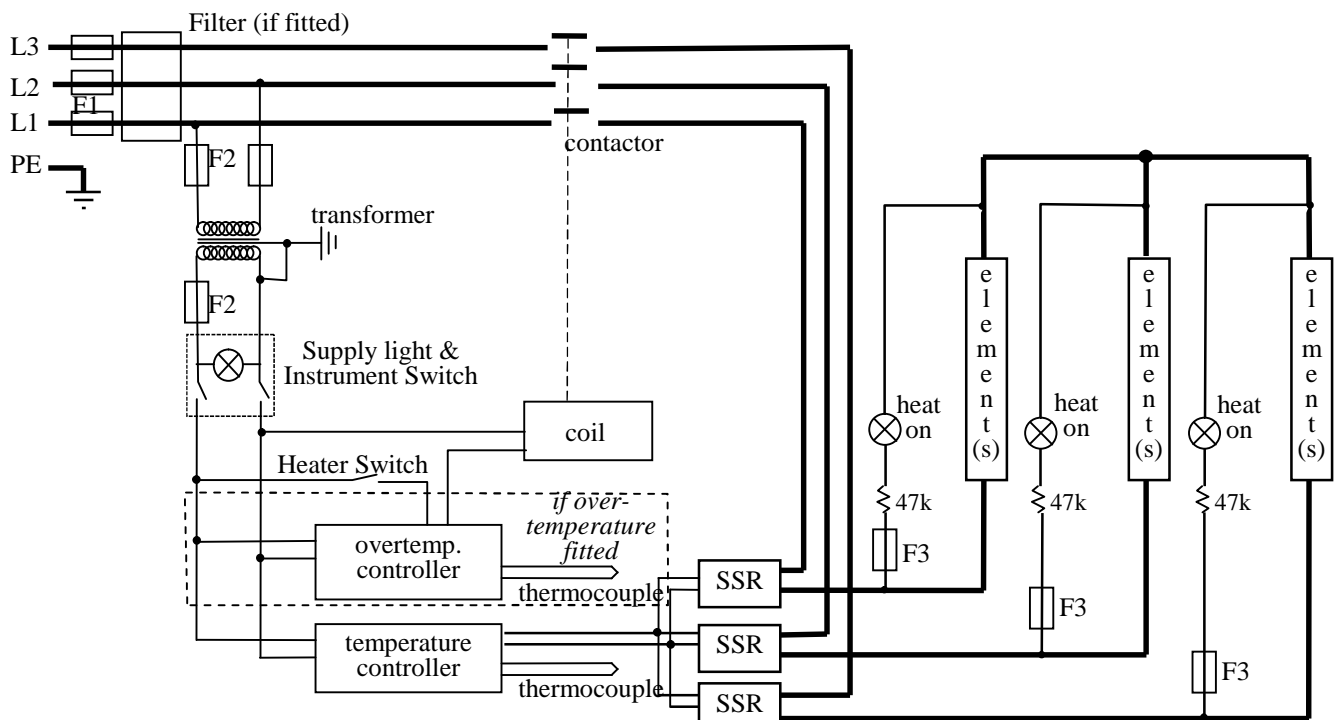 Filter (if fitted)
L3
L2
F1
L1
contactor
PE
F2
transformer
F2
Supply light &
Instrument Switch
coil
Heater Switch
if over-
temperature
fitted
overtemp.
controller
thermocouple
temperature
controller
thermocouple
SSR
SSR
SSR
heat
on
47k
F3
element(s)
heat
on
47k
F3
element(s)
heat
on
47k
F3
element(s)